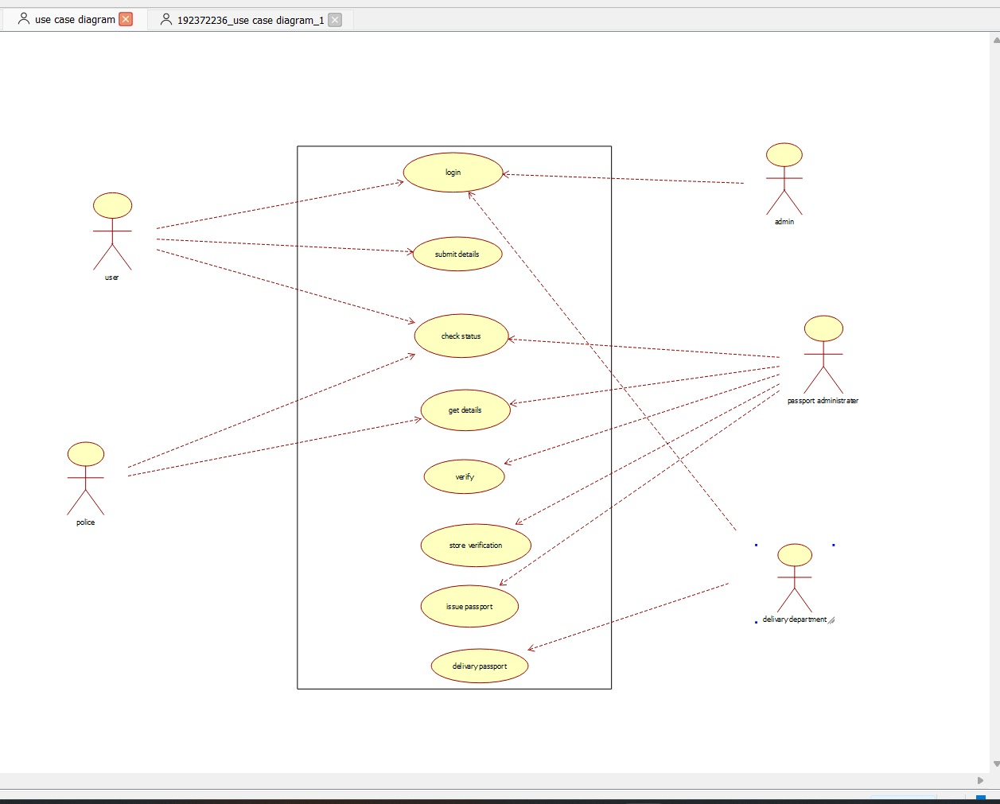 use case diagram
192372236_use case diagram_1
login
admin
submit details
user
check status
passport administrater
get details
verify
police
store verification
issue passport
delivary department
delivary passport